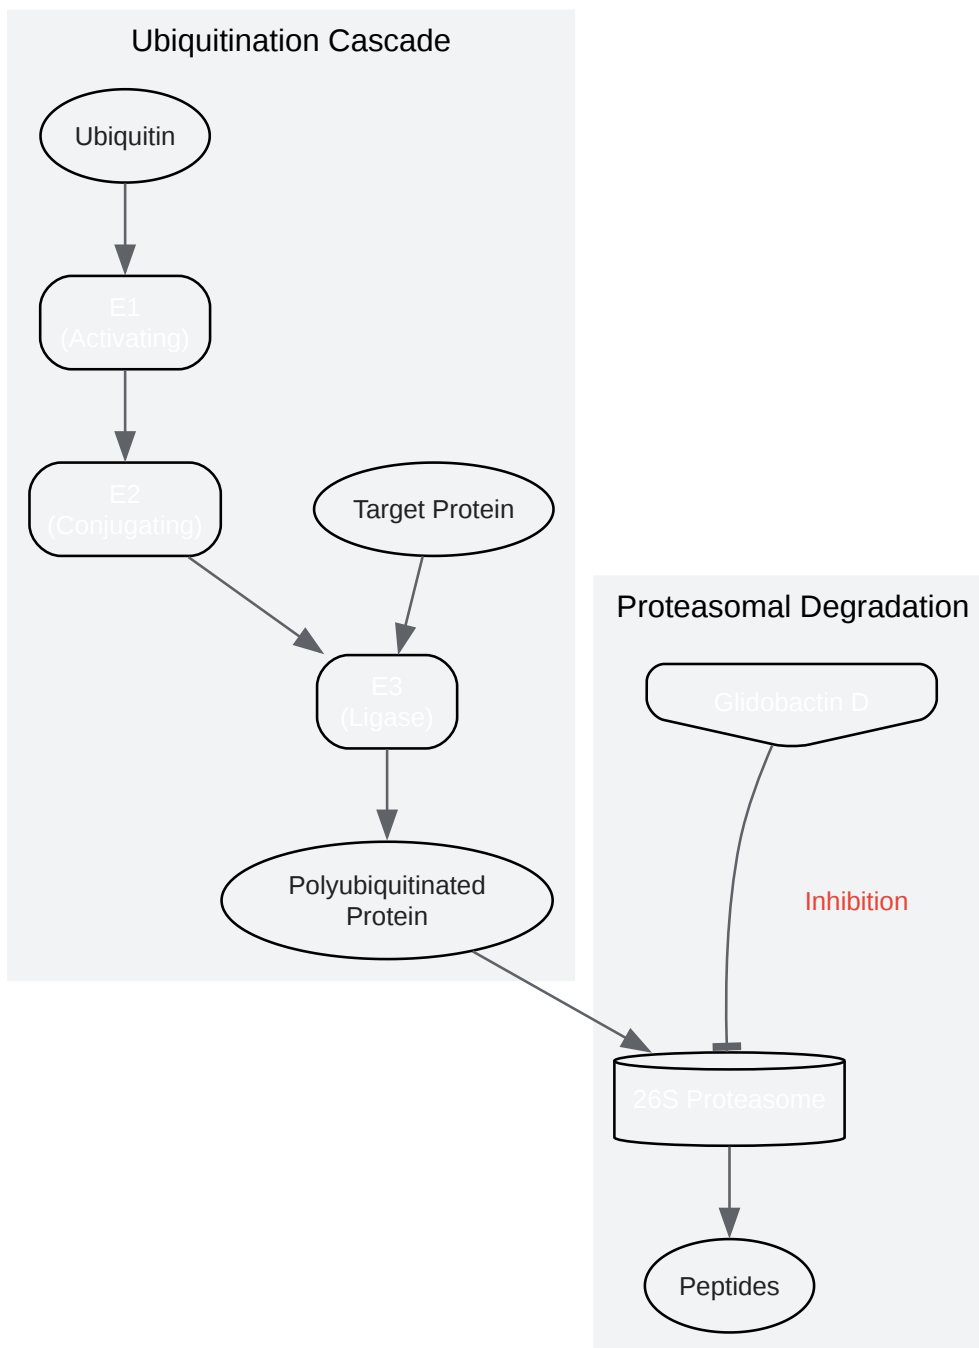 Ubiquitination Cascade
Ubiquitin
E1
(Activating)
E2
(Conjugating)
Target Protein
E3
(Ligase)
Polyubiquitinated
Protein
Proteasomal Degradation
Glidobactin D
Inhibition
26S Proteasome
Peptides